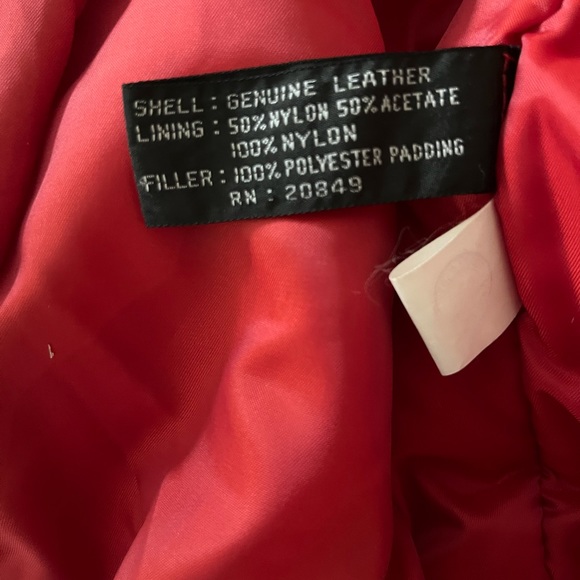 SHELL : GENUINE LEATHER
LINING : 50%NYLON 50%ACETATE
100%NYLON
FILLER : 100%POLYESTER PADDING
RN : 20849